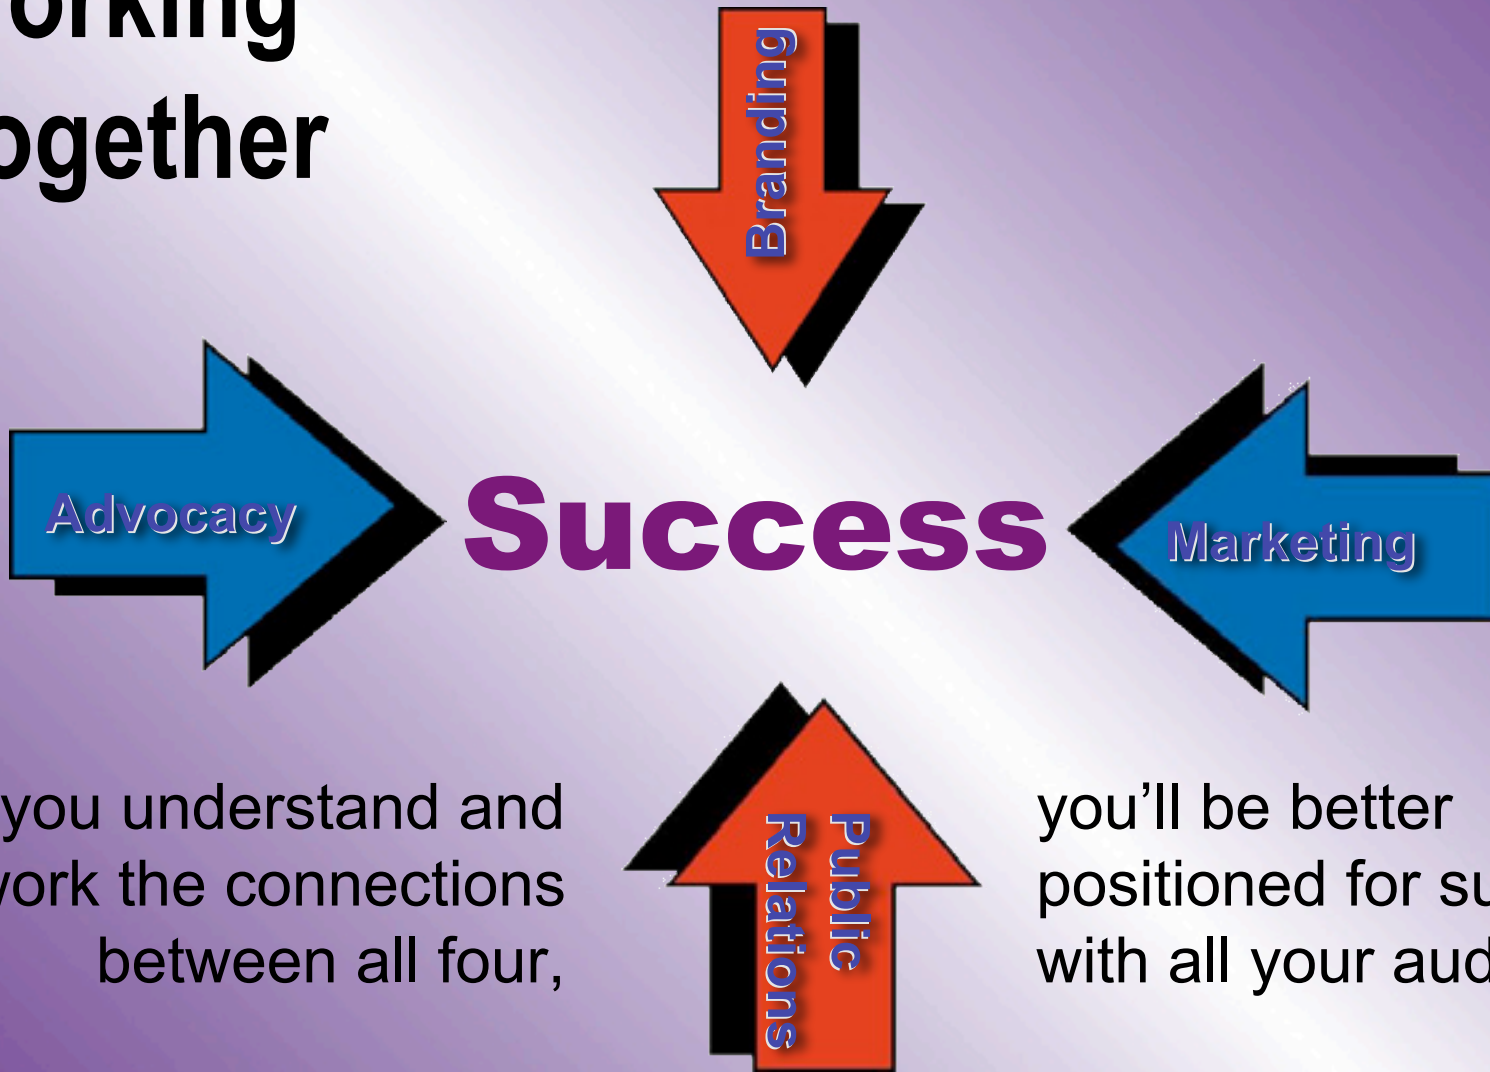 orking
ogether
Branding
Advocacy
Success
Marketing
you understand and
work the connections
between all four,
Public
Relations
you’ll be better
positioned for su
with all your aud